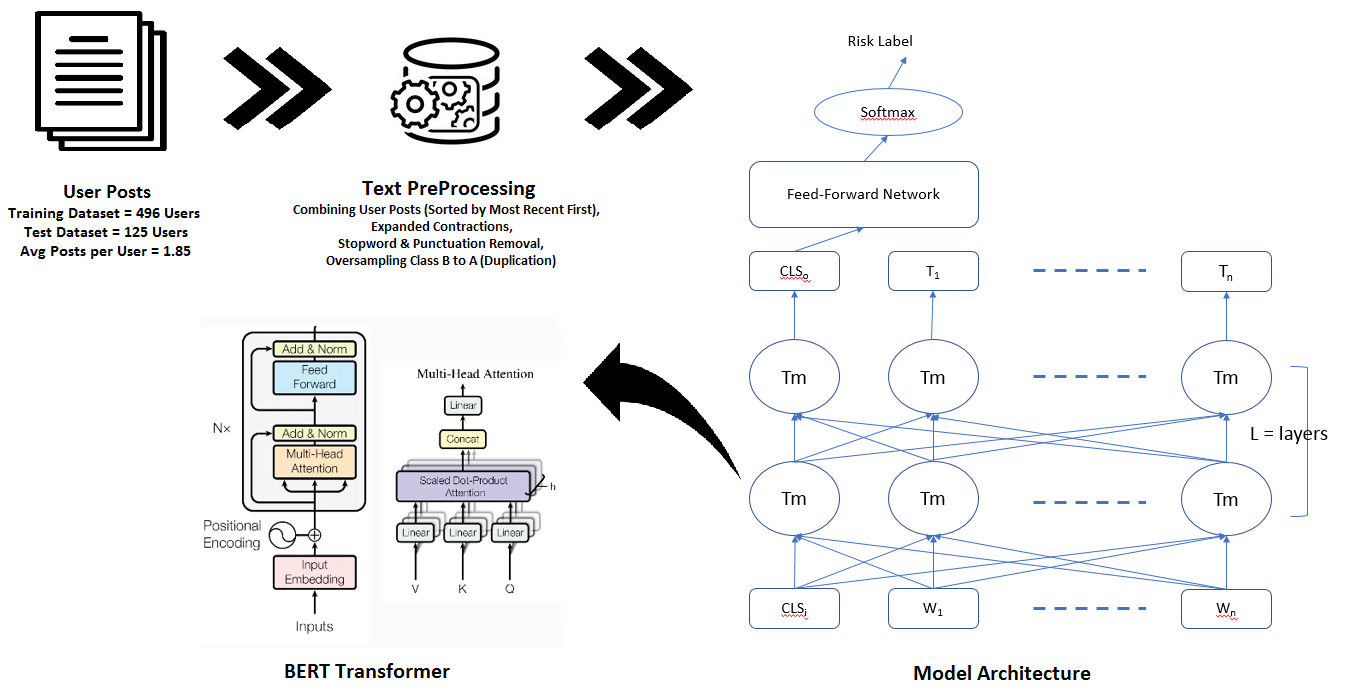 User Posts
Training Dataset = 496 Users
Test Dataset = 125 Users
Avg Posts per User = 1.85
Text PreProcessing
Combining User Posts (Sorted by Most Recent First),
Expanded Contractions,
Stopword & Punctuation Removal,
Oversampling Class B to A (Duplication)
Risk Label
Softmax
Feed-Forward Network
CLSo
T1
Tn
Tm
Tm
Tm
L = layers
Tm
Tm
Tm
CLSi
W1
Wn
Model Architecture
Add & Norm
Feed
Forward
Nx
Add & Norm
Multi-Head
Attention
Positional
Encoding
Input
Embedding
Inputs
Multi-Head Attention
Linear
Concat
Scaled Dot-Product
Attention
h
Linear
Linear
Linear
V
K
Q
BERT Transformer